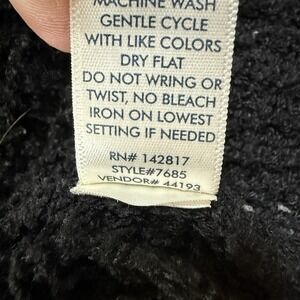 MACHINE WASH
GENTLE CYCLE
WITH LIKE COLORS
DRY FLAT
DO NOT WRING OR
TWIST, NO BLEACH
IRON ON LOWEST
SETTING IF NEEDED
RN# 142817
STYLE#7685
VENDOR# 44193